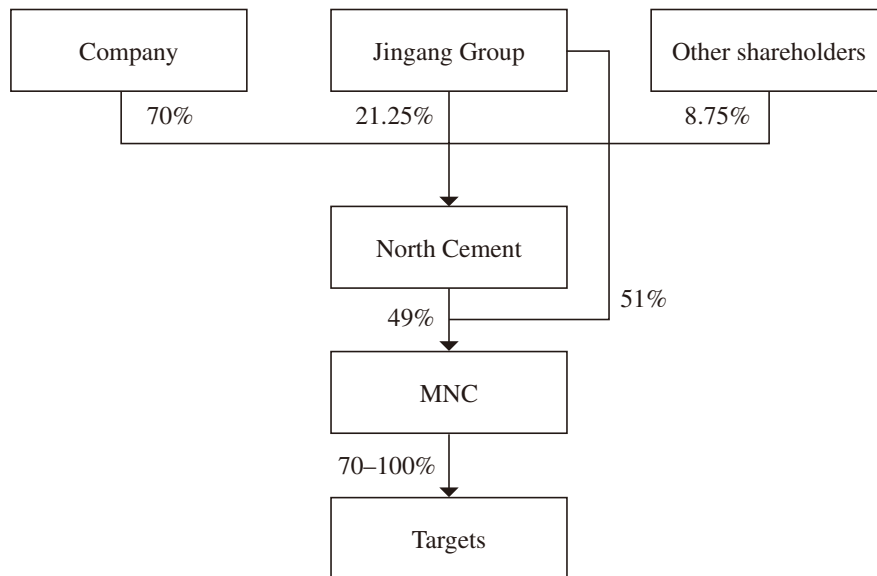 Company
Jingang Group
Other shareholders
70%
21.25%
8.75%
North Cement
51%
49%
MNC
70–100%
Targets